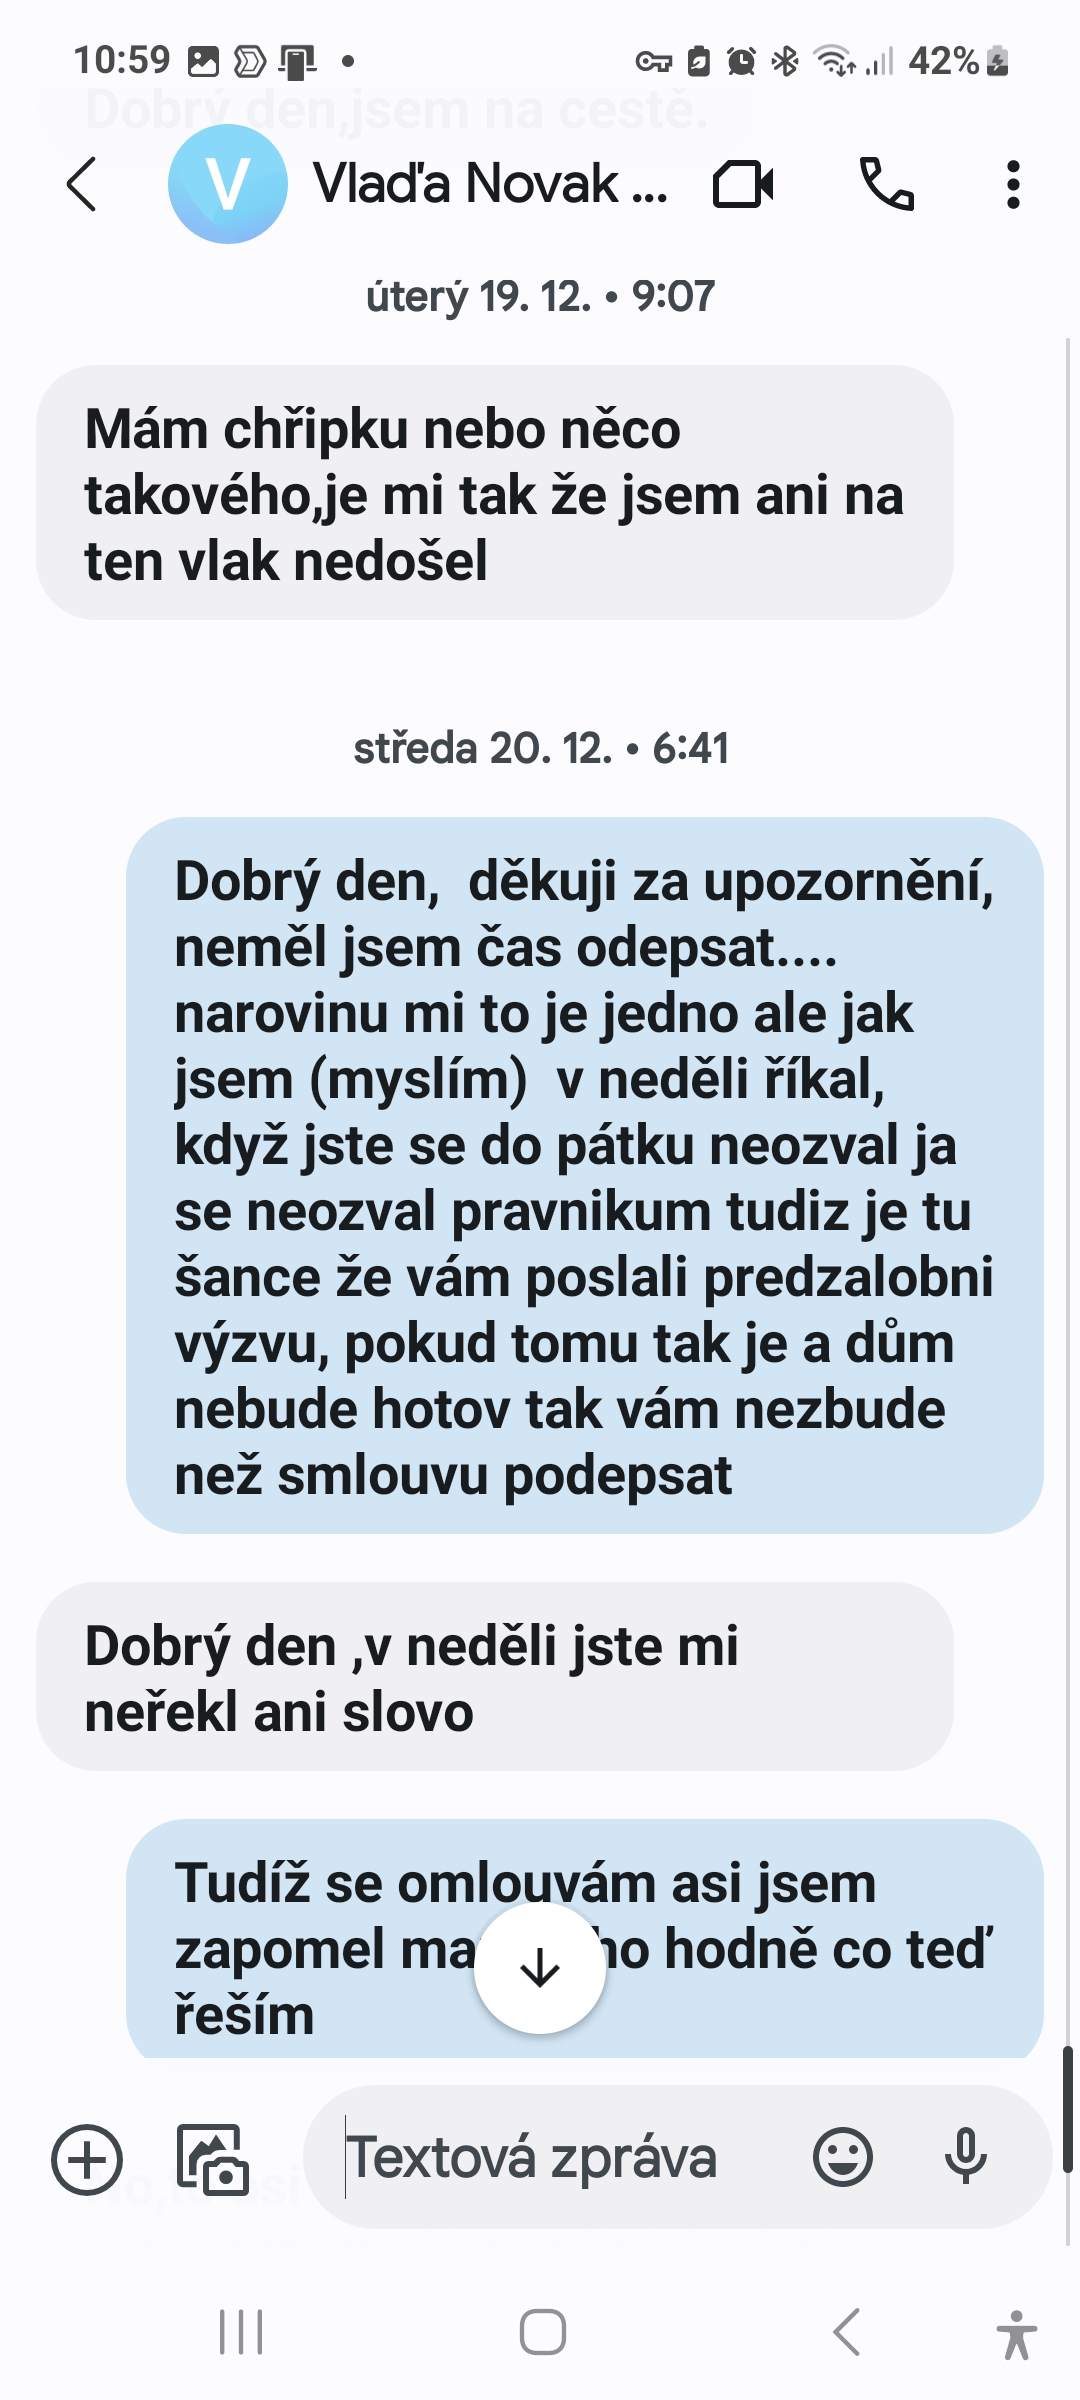 10:59
42%
Dobrý den,jsem na cestě.
V
Vlaďa Novak ...
úterý 19. 12. • 9:07
Mám chřipku nebo něco
takového,je mi tak že jsem ani na
ten vlak nedošel
středa 20. 12. • 6:41
Dobrý den,  děkuji za upozornění,
neměl jsem čas odepsat....
narovinu mi to je jedno ale jak
jsem (myslím)  v neděli říkal,
když jste se do pátku neozval ja
se neozval pravnikum tudiz je tu
šance že vám poslali predzalobni
výzvu, pokud tomu tak je a dům
nebude hotov tak vám nezbude
než smlouvu podepsat
Dobrý den ,v neděli jste mi
neřekl ani slovo
Tudíž se omlouvám asi jsem
zapomel hodně co teď
řeším
Textová zpráva